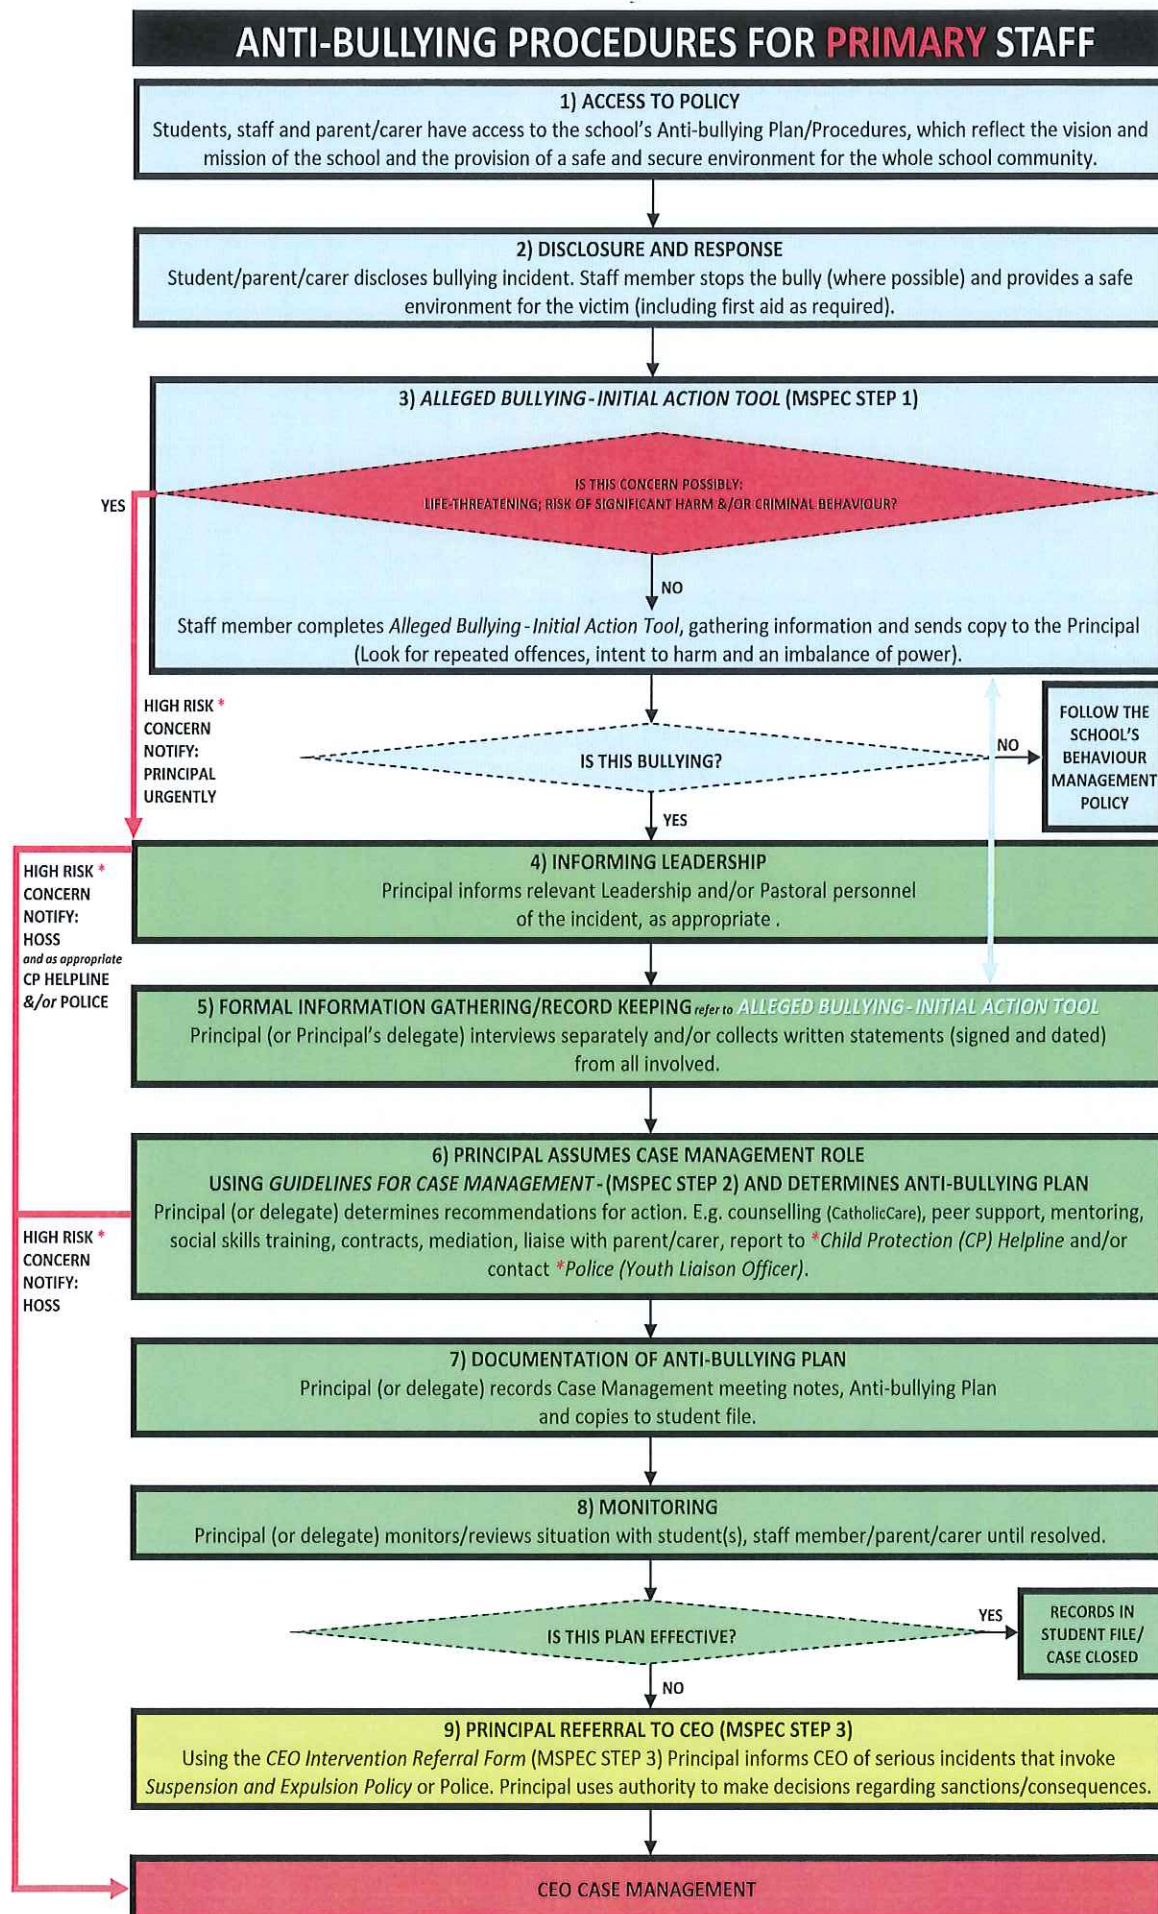 ANTI-BULLYING PROCEDURES FOR PRIMARY STAFF
1) ACCESS TO POLICY
Students, staff and parent/carer have access to the school's Anti-bullying Plan/Procedures, which reflect the vision and
mission of the school and the provision of a safe and secure environment for the whole school community.
2) DISCLOSURE AND RESPONSE
Student/parent/carer discloses bullying incident. Staff member stops the bully (where possible) and provides a safe
environment for the victim (including first aid as required).
3) ALLEGED BULLYING - INITIAL ACTION TOOL (MSPEC STEP 1)
IS THIS CONCERN POSSIBLY:
LIFE-THREATENING; RISK OF SIGNIFICANT HARM &/OR CRIMINAL BEHAVIOUR?
YES
NO
Staff member completes Alleged Bullying - Initial Action Tool, gathering information and sends copy to the Principal
(Look for repeated offences, intent to harm and an imbalance of power).
HIGH RISK *
CONCERN
NOTIFY:
PRINCIPAL
URGENTLY
IS THIS BULLYING?
NO
FOLLOW THE
SCHOOL'S
BEHAVIOUR
MANAGEMENT
POLICY
YES
HIGH RISK *
CONCERN
NOTIFY:
HOSS
and as appropriate
CP HELPLINE
&/or POLICE
4) INFORMING LEADERSHIP
Principal informs relevant Leadership and/or Pastoral personnel
of the incident, as appropriate .
5) FORMAL INFORMATION GATHERING/RECORD KEEPING refer to ALLEGED BULLYING - INITIAL ACTION TOOL
Principal (or Principal's delegate) interviews separately and/or collects written statements (signed and dated)
from all involved.
6) PRINCIPAL ASSUMES CASE MANAGEMENT ROLE
USING GUIDELINES FOR CASE MANAGEMENT - (MSPEC STEP 2) AND DETERMINES ANTI-BULLYING PLAN
Principal (or delegate) determines recommendations for action. E.g. counselling (CatholicCare), peer support, mentoring,
social skills training, contracts, mediation, liaise with parent/carer, report to *Child Protection (CP) Helpline and/or
contact *Police (Youth Liaison Officer).
HIGH RISK *
CONCERN
NOTIFY:
HOSS
7) DOCUMENTATION OF ANTI-BULLYING PLAN
Principal (or delegate) records Case Management meeting notes, Anti-bullying Plan
and copies to student file.
8) MONITORING
Principal (or delegate) monitors/reviews situation with student(s), staff member/parent/carer until resolved.
IS THIS PLAN EFFECTIVE?
YES
RECORDS IN
STUDENT FILE/
CASE CLOSED
NO
9) PRINCIPAL REFERRAL TO CEO (MSPEC STEP 3)
Using the CEO Intervention Referral Form (MSPEC STEP 3) Principal informs CEO of serious incidents that invoke
Suspension and Expulsion Policy or Police. Principal uses authority to make decisions regarding sanctions/consequences.
CEO CASE MANAGEMENT